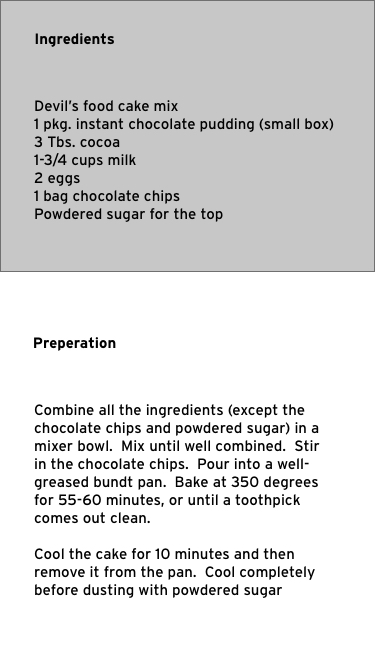 Ingredients
Devil's food cake mix
1 pkg. instant chocolate pudding (small box)
3 Tbs. cocoa
1-3/4 cups milk
2 eggs
1 bag chocolate chips
Powdered sugar for the top
Preperation
Combine all the ingredients (except the
chocolate chips and powdered sugar) in a
mixer bowl.  Mix until well combined.  Stir
in the chocolate chips.  Pour into a well-
greased bundt pan.  Bake at 350 degrees
for 55-60 minutes, or until a toothpick
comes out clean.
Cool the cake for 10 minutes and then
remove it from the pan.  Cool completely
before dusting with powdered sugar